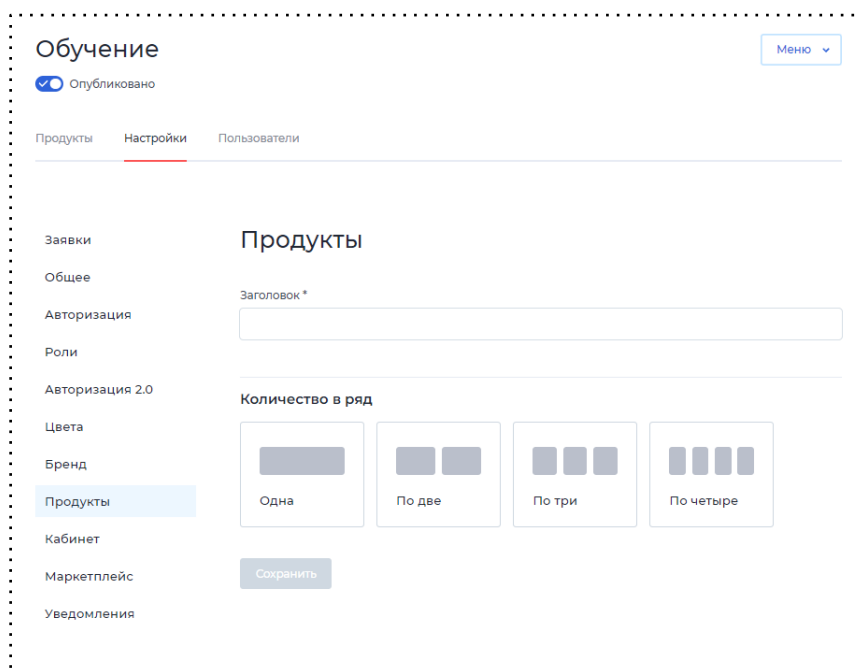 Обучение
Меню
Опубликовано
Продукты Настройки Пользователи
Заявки
Общее
Авторизация
Роли
Авторизация 2.0
Цвета
Бренд
Продукты
Кабинет
Маркетплейс
Уведомления
Продукты
Заголовок *
Количество в ряд
Одна По две По три По четыре
Сохранить